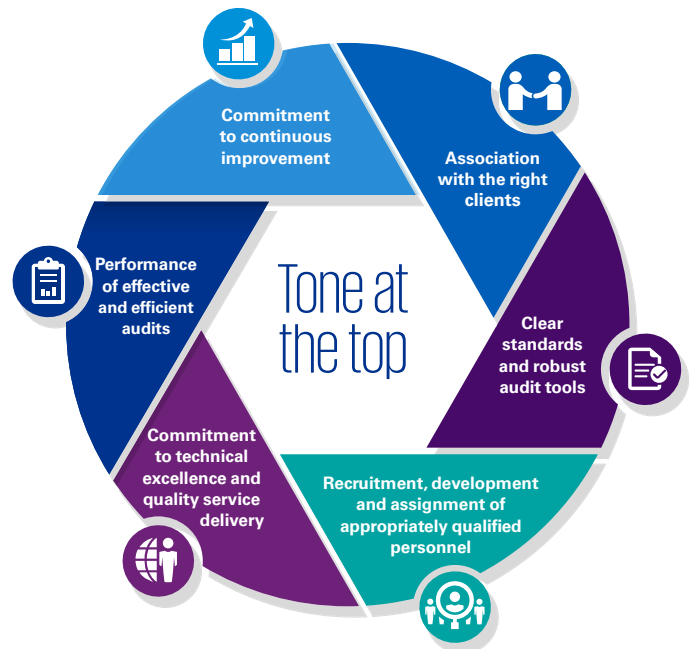 Commitment
to continuous
improvement
Association
with the right
clients
Clear
standards
and robust
audit tools
Recruitment, development
and assignment of
appropriately qualified
personnel
Commitment
to technical
excellence and
quality service
delivery
Performance
of effective
and efficient
audits
Tone at
the top